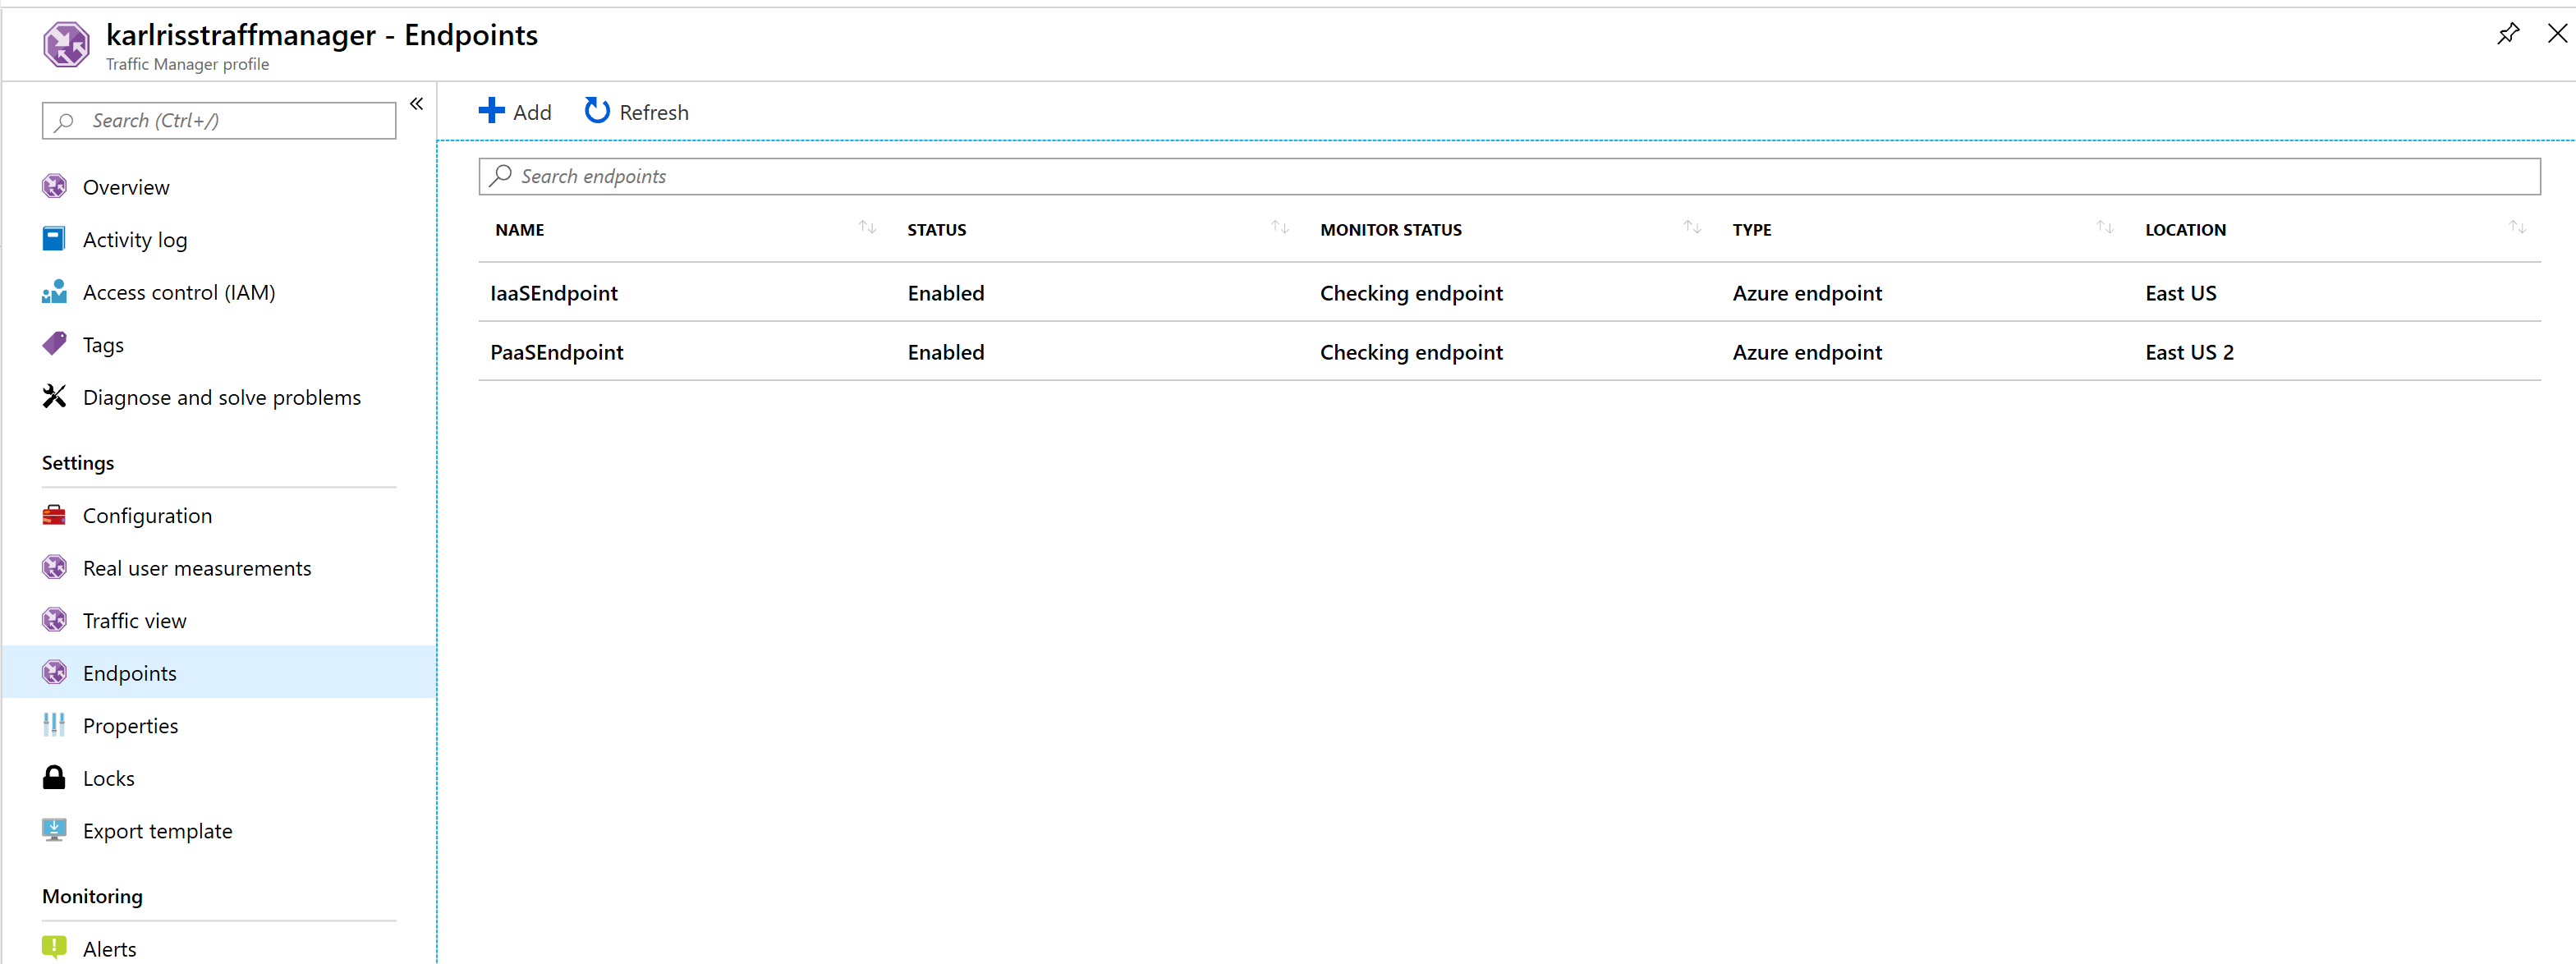 karlrisstraffmanager - Endpoints
Traffic Manager profile
Search (Ctrl+/)
Overview
Activity log
Access control (IAM)
Tags
Diagnose and solve problems
Settings
Configuration
Real user measurements
Traffic view
Endpoints
Properties
Locks
Export template
Monitoring
Alerts
Add Refresh
Search endpoints
NAME STATUS MONITOR STATUS TYPE LOCATION
IaaSEndpoint Enabled Checking endpoint Azure endpoint East US
PaaSEndpoint Enabled Checking endpoint Azure endpoint East US 2